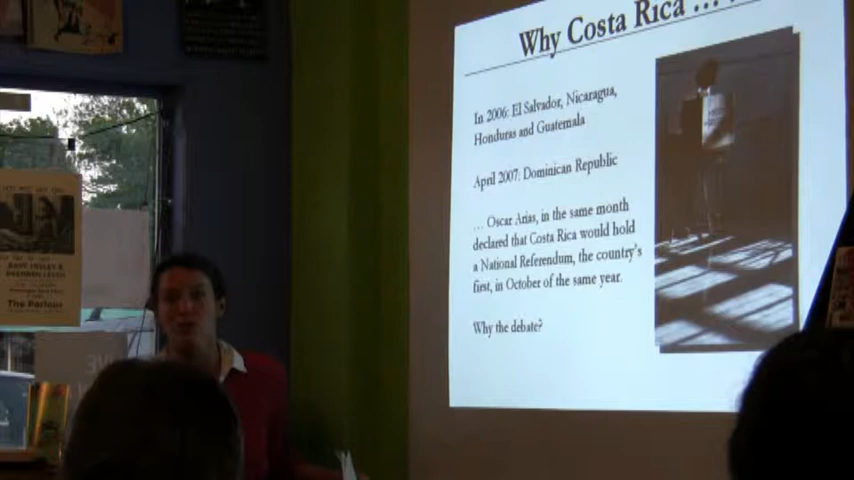 Why Costa Rica ...
In 2006: El Salvador, Nicaragua,
Honduras and Guatemala
April 2007: Dominican Republic
... Oscar Arias, in the same month
declared that Costa Rica would hold
a National Referendum, the country's
first, in October of the same year.
Why the debate?
The Parlour